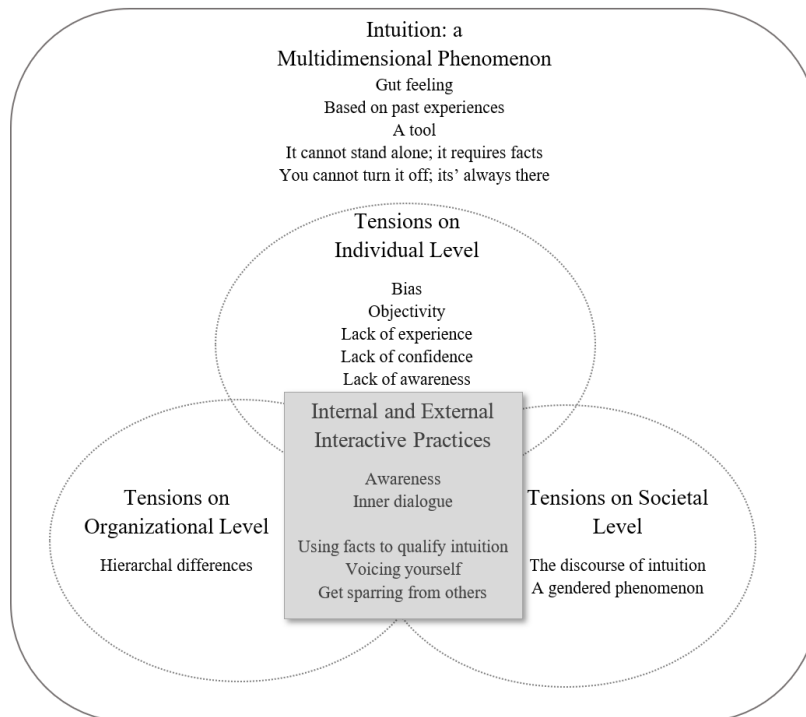 Intuition: a
Multidimensional Phenomenon
Gut feeling
Based on past experiences
A tool
It cannot stand alone; it requires facts
You cannot turn it off; its’ always there
Tensions on
Individual Level
Bias
Objectivity
Lack of experience
Lack of confidence
Lack of awareness
Internal and External
Interactive Practices
Awareness
Inner dialogue
Using facts to qualify intuition
Voicing yourself
Get sparring from others
Tensions on
Organizational Level
Hierarchal differences
Tensions on Societal
Level
The discourse of intuition
A gendered phenomenon